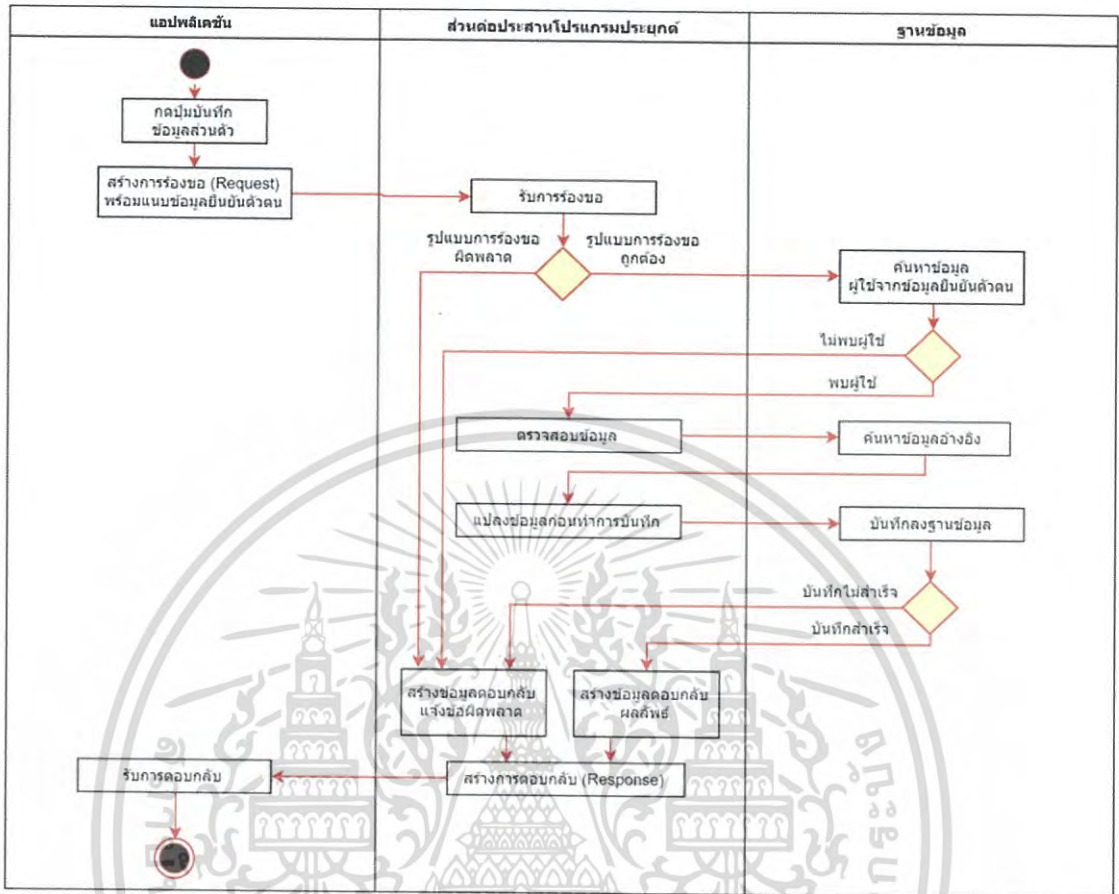 แอปพลิเคชัน
ส่วนต่อประสานโปรแกรมประยุกต์
ฐานข้อมูล
กดปุ่มบันทึก
ข้อมูลส่วนตัว
สร้างการร้องขอ (Request)
พร้อมแนบข้อมูลยืนยันตัวตน
รับการร้องขอ
รูปแบบการร้องขอ
ผิดพลาด
รูปแบบการร้องขอ
ถูกต้อง
ค้นหาข้อมูล
ผู้ใช้จากข้อมูลยืนยันตัวตน
ไม่พบผู้ใช้
พบผู้ใช้
ตรวจสอบข้อมูล
ค้นหาข้อมูลอ้างอิง
แปลงข้อมูลก่อนทำการบันทึก
บันทึกลงฐานข้อมูล
บันทึกไม่สำเร็จ
บันทึกสำเร็จ
สร้างข้อมูลตอบกลับ
แจ้งข้อผิดพลาด
สร้างข้อมูลตอบกลับ
ผลลัพธ์
รับการตอบกลับ
สร้างการตอบกลับ (Response)